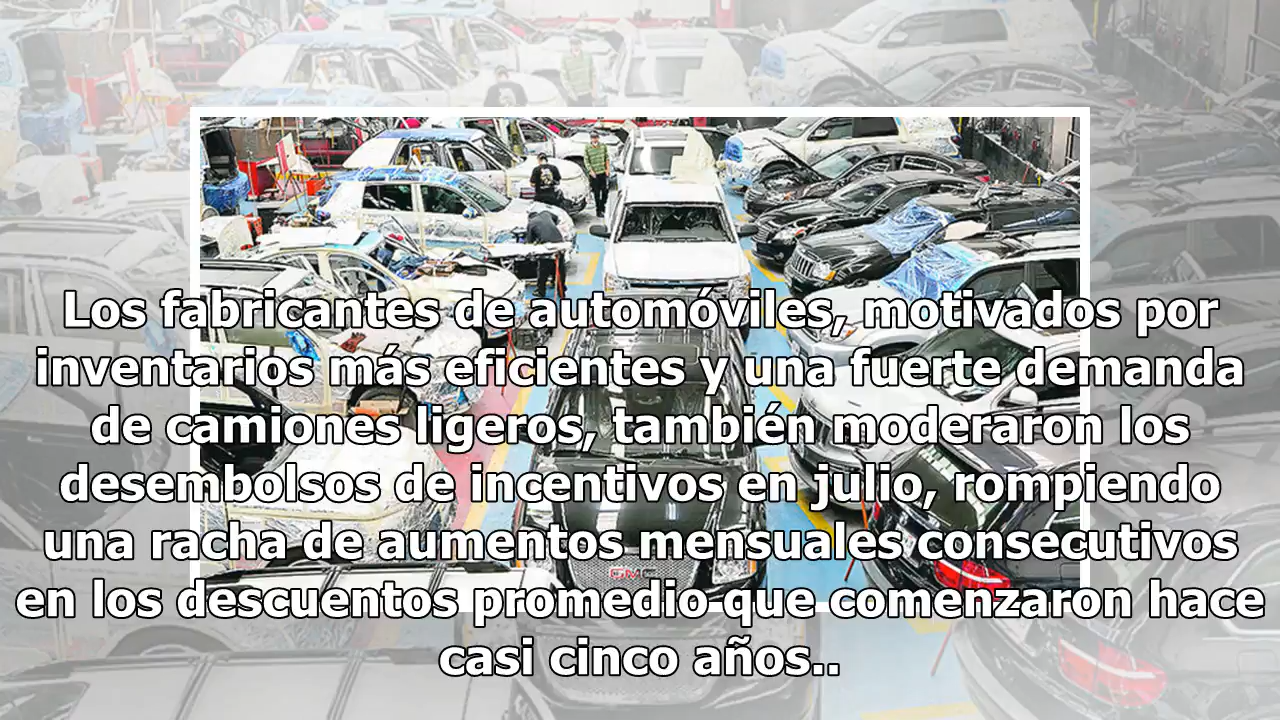 Los fabricantes de automóviles, motivados por
inventarios más eficientes y una fuerte demanda
de camiones ligeros, también moderaron los
desembolsos de incentivos en julio, rompiendo
una racha de aumentos mensuales consecutivos
en los descuentos promedio que comenzaron hace
casi cinco años..
GMC